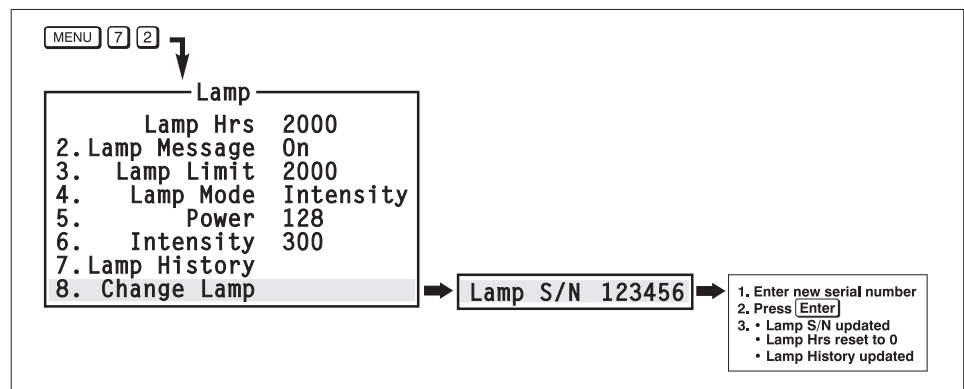 MENU 7 2
Lamp
Lamp Hrs 2000
2. Lamp Message On
3. Lamp Limit 2000
4. Lamp Mode Intensity
5. Power 128
6. Intensity 300
7. Lamp History
8. Change Lamp
Lamp S/N 123456
1. Enter new serial number
2. Press Enter
3. • Lamp S/N updated
• Lamp Hrs reset to 0
• Lamp History updated